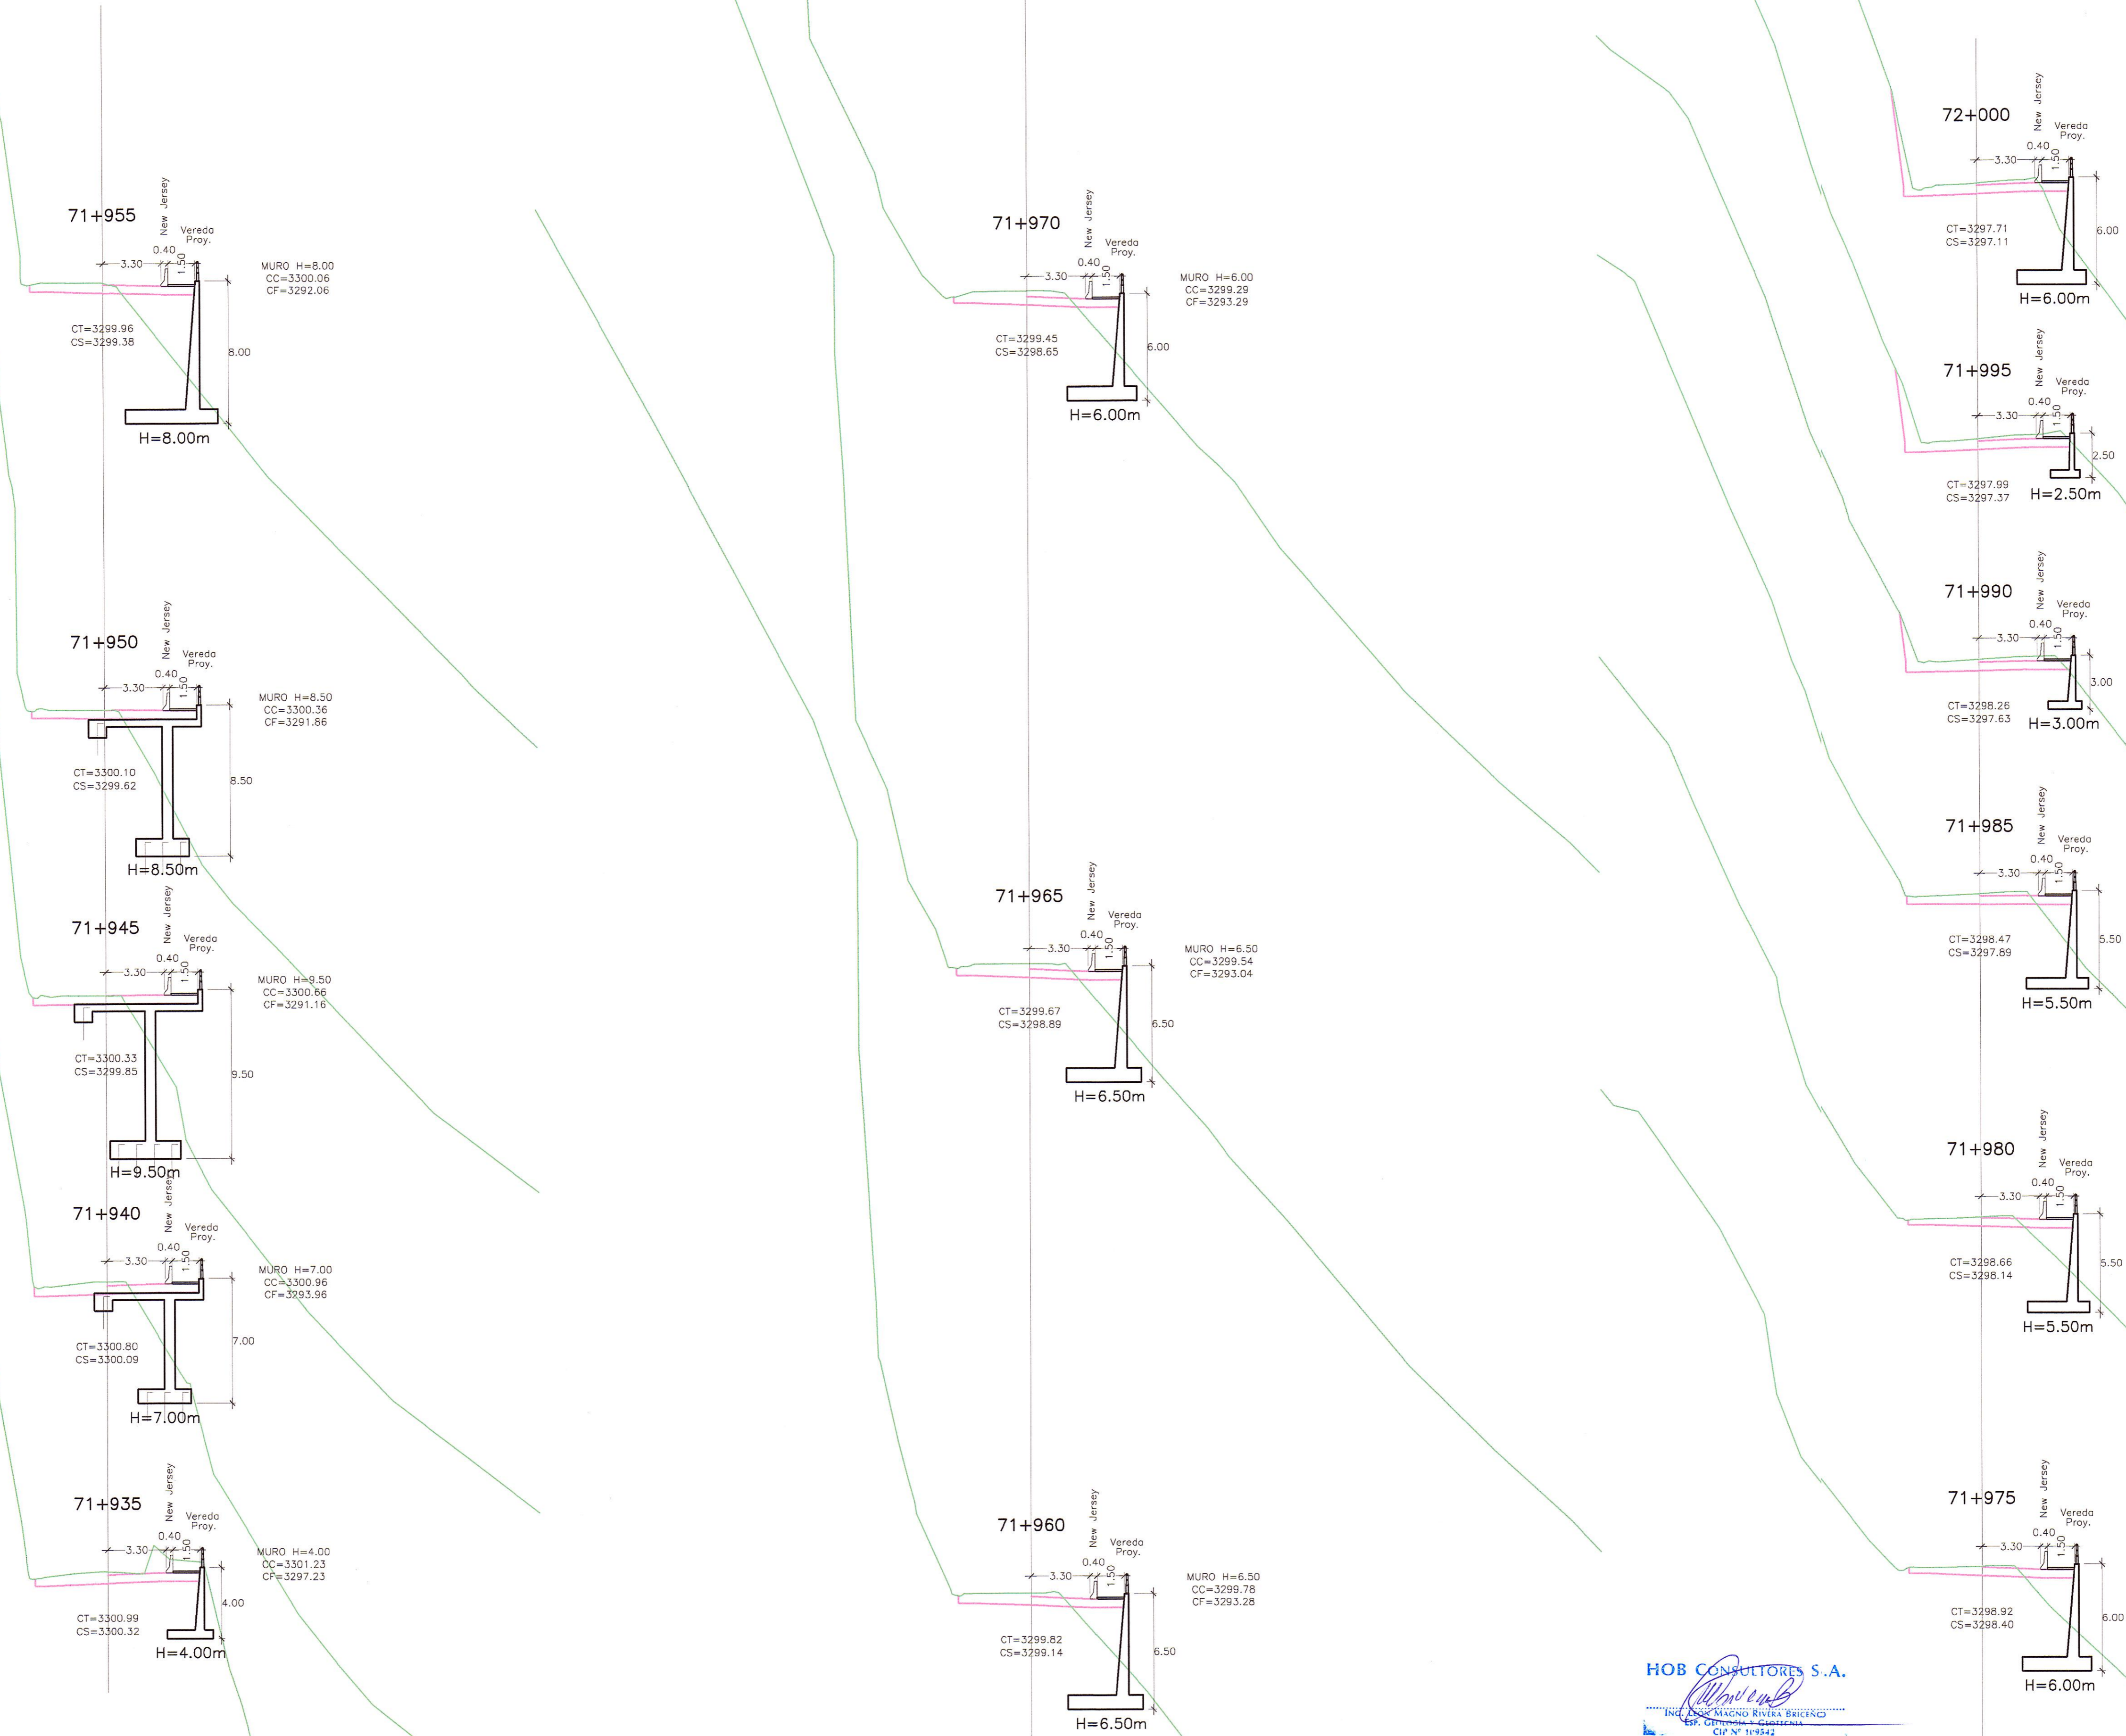 71+955
New Jersey
Vereda
Proy.
3.30
0.40
1.50
MURO H=8.00
CC=3300.06
CF=3292.06
CT=3299.96
CS=3299.38
8.00
H=8.00m
71+950
New Jersey
Vereda
Proy.
3.30
0.40
1.50
MURO H=8.50
CC=3300.36
CF=3291.86
CT=3300.10
CS=3299.62
8.50
H=8.50m
71+945
New Jersey
Vereda
Proy.
3.30
0.40
1.50
MURO H=9.50
CC=3300.66
CF=3291.16
CT=3300.33
CS=3299.85
9.50
H=9.50m
71+940
New Jersey
Vereda
Proy.
3.30
0.40
1.50
MURO H=7.00
CC=3300.96
CF=3293.96
CT=3300.80
CS=3300.09
7.00
H=7.00m
71+935
New Jersey
Vereda
Proy.
3.30
0.40
1.50
MURO H=4.00
CC=3301.23
CF=3297.23
CT=3300.99
CS=3300.32
4.00
H=4.00m
71+970
New Jersey
Vereda
Proy.
3.30
0.40
1.50
MURO H=6.00
CC=3299.29
CF=3293.29
CT=3299.45
CS=3298.65
6.00
H=6.00m
71+965
New Jersey
Vereda
Proy.
3.30
0.40
1.50
MURO H=6.50
CC=3299.54
CF=3293.04
CT=3299.67
CS=3298.89
6.50
H=6.50m
71+960
New Jersey
Vereda
Proy.
3.30
0.40
1.50
MURO H=6.50
CC=3299.78
CF=3293.28
CT=3299.82
CS=3299.14
6.50
H=6.50m
72+000
New Jersey
Vereda
Proy.
3.30
0.40
1.50
CT=3297.71
CS=3297.11
6.00
H=6.00m
71+995
New Jersey
Vereda
Proy.
3.30
0.40
1.50
CT=3297.99
CS=3297.37
2.50
H=2.50m
71+990
New Jersey
Vereda
Proy.
3.30
0.40
1.50
CT=3298.26
CS=3297.63
3.00
H=3.00m
71+985
New Jersey
Vereda
Proy.
3.30
0.40
1.50
CT=3298.47
CS=3297.89
5.50
H=5.50m
71+980
New Jersey
Vereda
Proy.
3.30
0.40
1.50
CT=3298.66
CS=3298.14
5.50
H=5.50m
71+975
New Jersey
Vereda
Proy.
3.30
0.40
1.50
CT=3298.92
CS=3298.40
6.00
H=6.00m
HOB CONSULTORES S.A.
ING. LEON MAGNO RIVERA BRICEÑO
ESP. GEOLOGIA Y GEOTECNIA
CIP Nº